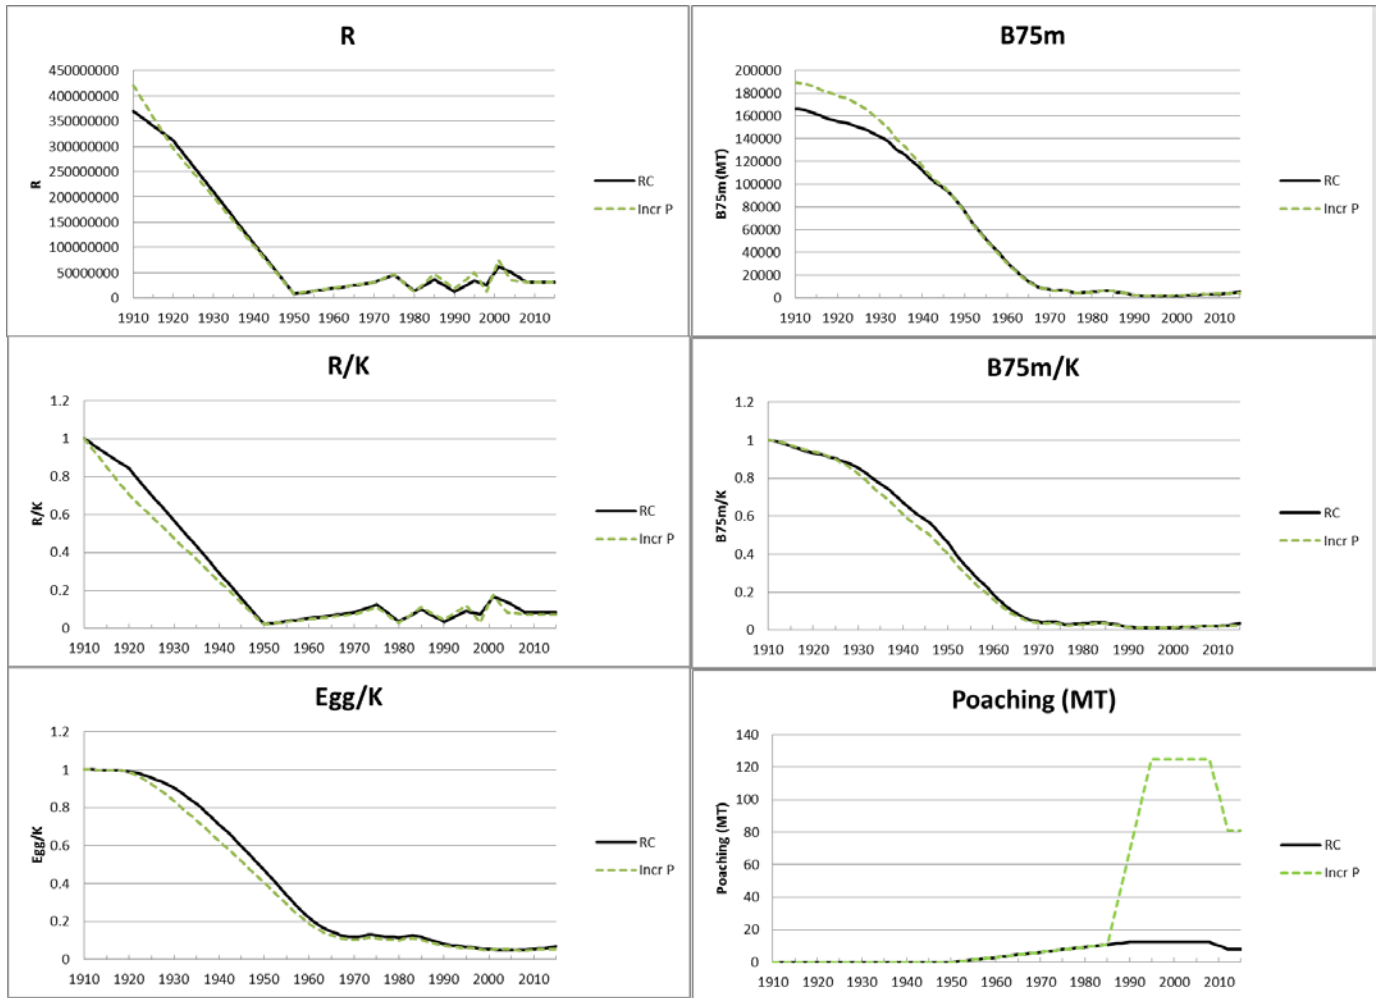 R
450000000
400000000
350000000
300000000
250000000
200000000
150000000
100000000
50000000
0
R
1910 1920 1930 1940 1950 1960 1970 1980 1990 2000 2010
RC
Incr P
B75m
200000
180000
160000
140000
120000
100000
80000
60000
40000
20000
0
B75m (MT)
1910 1920 1930 1940 1950 1960 1970 1980 1990 2000 2010
RC
Incr P
R/K
1.2
1
0.8
0.6
0.4
0.2
0
R/K
1910 1920 1930 1940 1950 1960 1970 1980 1990 2000 2010
RC
Incr P
B75m/K
1.2
1
0.8
0.6
0.4
0.2
0
B75m/K
1910 1920 1930 1940 1950 1960 1970 1980 1990 2000 2010
RC
Incr P
Egg/K
1.2
1
0.8
0.6
0.4
0.2
0
Egg/K
1910 1920 1930 1940 1950 1960 1970 1980 1990 2000 2010
RC
Incr P
Poaching (MT)
140
120
100
80
60
40
20
0
Poaching (MT)
1910 1920 1930 1940 1950 1960 1970 1980 1990 2000 2010
RC
Incr P